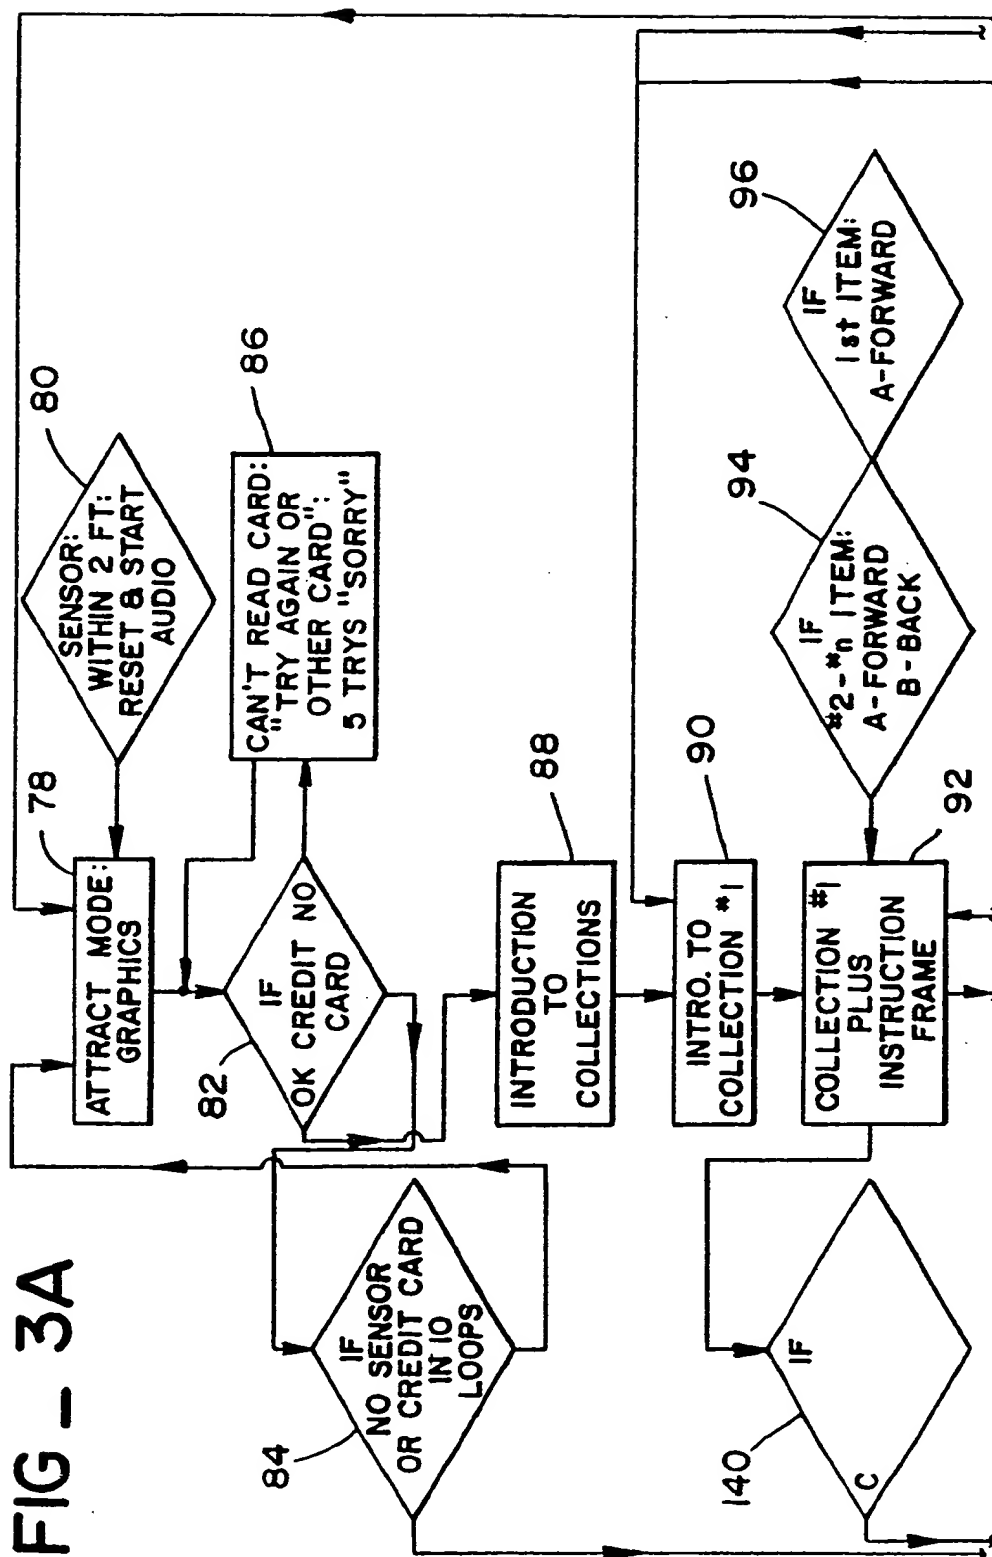 FIG - 3A
ATTRACT MODE:
GRAPHICS
78
SENSOR:
WITHIN 2 FT:
RESET & START
AUDIO
80
IF
OK CREDIT NO
CARD
82
CAN'T READ CARD:
"TRY AGAIN OR
OTHER CARD":
5 TRYS "SORRY"
86
IF
NO SENSOR
OR CREDIT CARD
IN 10
LOOPS
84
INTRODUCTION
TO
COLLECTIONS
88
INTRO. TO
COLLECTION #1
90
COLLECTION #1
PLUS
INSTRUCTION
FRAME
92
IF
#2-#n ITEM:
A-FORWARD
B-BACK
94
IF
1st ITEM:
A-FORWARD
96
IF
C
140